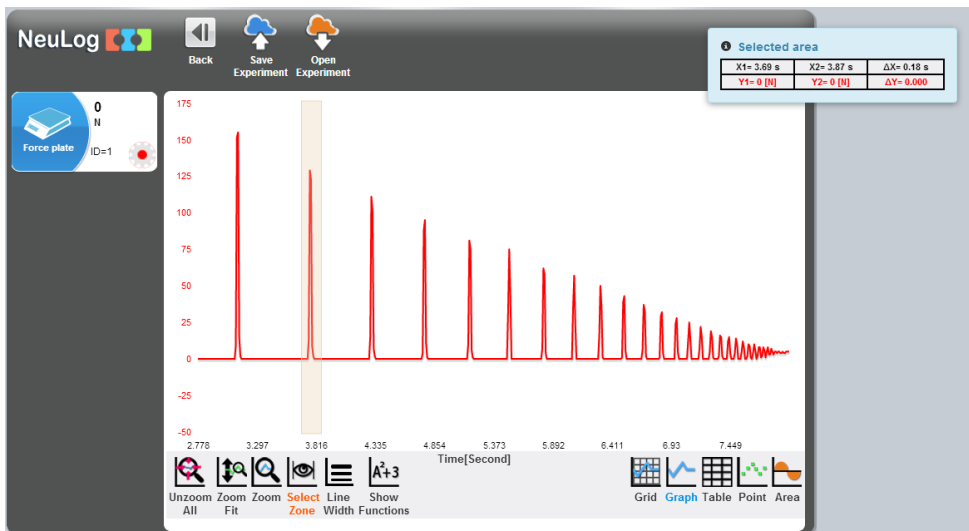 NeuLog
Back
Save
Experiment
Open
Experiment
Selected area
X1= 3.69 s X2= 3.87 s ΔX= 0.18 s
Y1= 0 [N] Y2= 0 [N] ΔY= 0.000
Force plate
0
N
ID=1
175
150
125
100
75
50
25
0
-25
-50
2.778 3.297 3.816 4.335 4.854 5.373 5.892 6.411 6.93 7.449
Time[Second]
Unzoom
All
Zoom
Fit
Zoom
Select
Zone
Line
Width
A²+3
Show
Functions
Grid
Graph
Table
Point
Area